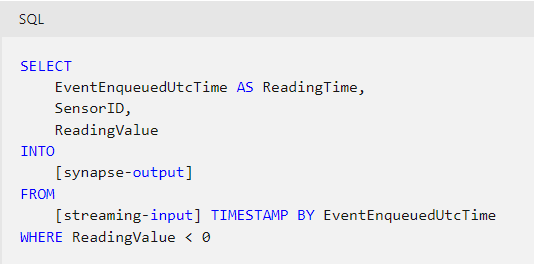 SQL
SELECT
    EventEnqueuedUtcTime AS ReadingTime,
    SensorID,
    ReadingValue
INTO
    [synapse-output]
FROM
    [streaming-input] TIMESTAMP BY EventEnqueuedUtcTime
WHERE ReadingValue < 0